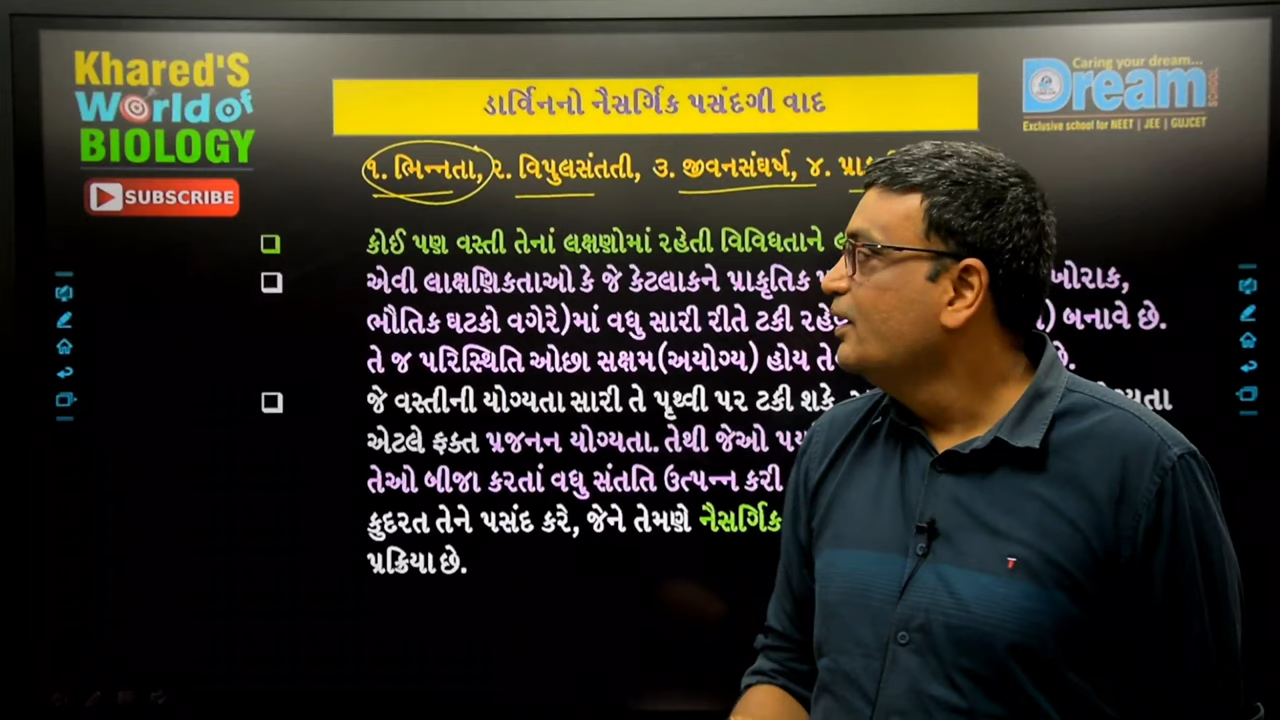 Khared'S
World of
BIOLOGY
SUBSCRIBE
Caring your dream...
Dream
SCHOOL
Exclusive school for NEET | JEE | GUJCET
ડાર્વિનનો નૈસર્ગિક પસંદગી વાદ
૧. ભિન્નતા, ૨. વિપુલસંતતી, ૩. જીવનસંઘર્ષ, ૪.
કોઈ પણ વસ્તી તેનાં લક્ષણોમાં રહેતી વિવિધતાને
એવી લાક્ષણિકતાઓ કે જે કેટલાકને પ્રાકૃતિક ખોરાક,
ભૌતિક ઘટકો વગેરે)માં વધુ સારી રીતે ટકી બનાવે છે.
તે જ પરિસ્થિતિ ઓછા સક્ષમ(અયોગ્ય) હોય છે.
જે વસ્તીની યોગ્યતા સારી તે પૃથ્વી પર ટકી શકે
એટલે ફક્ત પ્રજનન યોગ્યતા. તેથી જેઓ
તેઓ બીજા કરતાં વધુ સંતતિ ઉત્પન્ન કરી
કુદરત તેને પસંદ કરે, જેને તેમણે નૈસર્ગિક
પ્રક્રિયા છે.